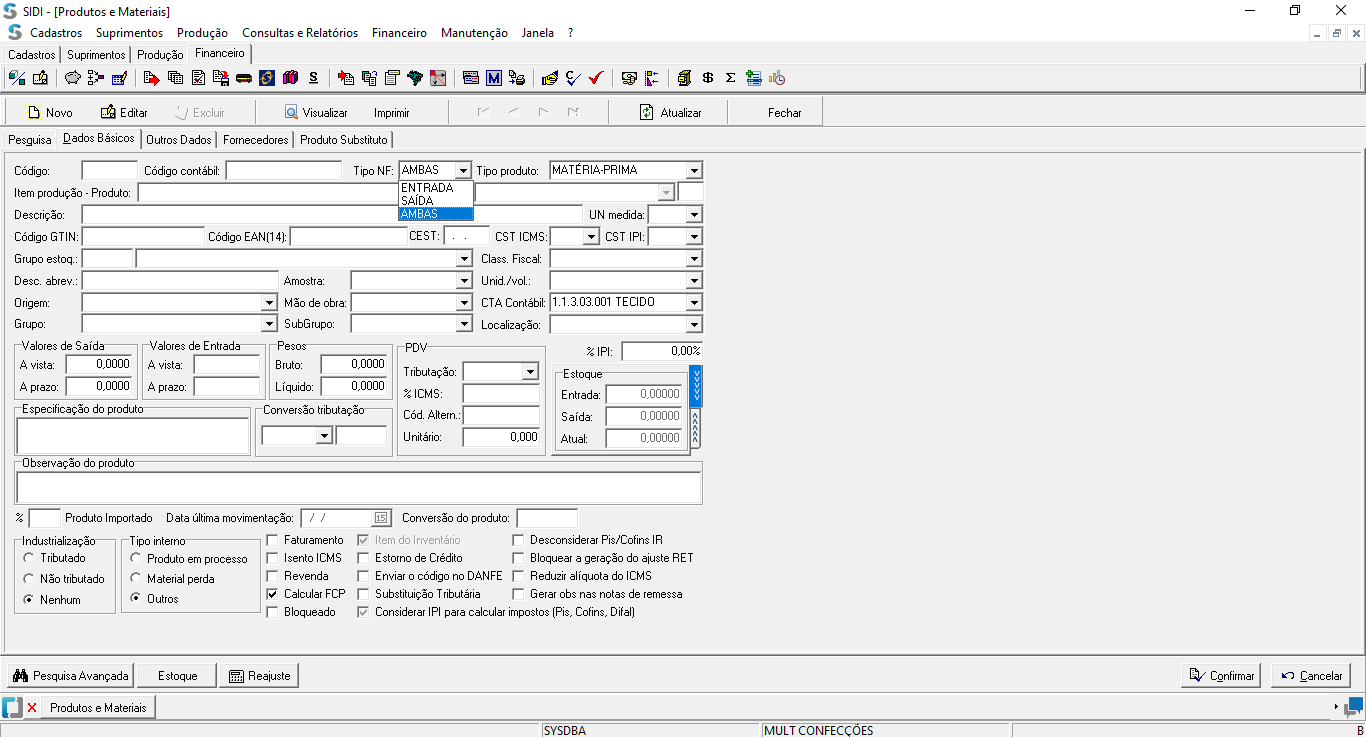 SIDI - [Produtos e Materiais]
Cadastros Suprimentos Produção Consultas e Relatórios Financeiro Manutenção Janela ?
Cadastros Suprimentos Produção Financeiro
Novo Editar Excluir Visualizar Imprimir Atualizar Fechar
Pesquisa Dados Básicos Outros Dados Fornecedores Produto Substituto
Código: Código contábil: Tipo NF: AMBAS Tipo produto: MATÉRIA-PRIMA
Item produção - Produto: ENTRADA
SAÍDA
Descrição: AMBAS UN medida:
Código GTIN: Código EAN(14): CEST: . . CST ICMS: CST IPI:
Grupo estoq.: Class. Fiscal:
Desc. abrev.: Amostra: Unid./vol.:
Origem: Mão de obra: CTA Contábil: 1.1.3.03.001 TECIDO
Grupo: SubGrupo: Localização:
Valores de Saída Valores de Entrada Pesos PDV % IPI: 0,00%
A vista: 0,0000 A vista: Bruto: 0,0000 Tributação: Estoque
A prazo: 0,0000 A prazo: Líquido: 0,0000 % ICMS: Entrada: 0,00000
Especificação do produto Conversão tributação Cód. Altern.: Saída: 0,00000
Unitário: 0,000 Atual: 0,00000
Observação do produto
% Produto Importado Data última movimentação: / / 15 Conversão do produto:
Industrialização Tipo interno Faturamento Item do Inventário Desconsiderar Pis/Cofins IR
Tributado Produto em processo Isento ICMS Estorno de Crédito Bloquear a geração do ajuste RET
Não tributado Material perda Revenda Enviar o código no DANFE Reduzir alíquota do ICMS
Nenhum Outros Calcular FCP Substituição Tributária Gerar obs nas notas de remessa
Bloqueado Considerar IPI para calcular impostos (Pis, Cofins, Difal)
Pesquisa Avançada Estoque Reajuste Confirmar Cancelar
Produtos e Materiais
SYSDBA MULT CONFECÇÕES B